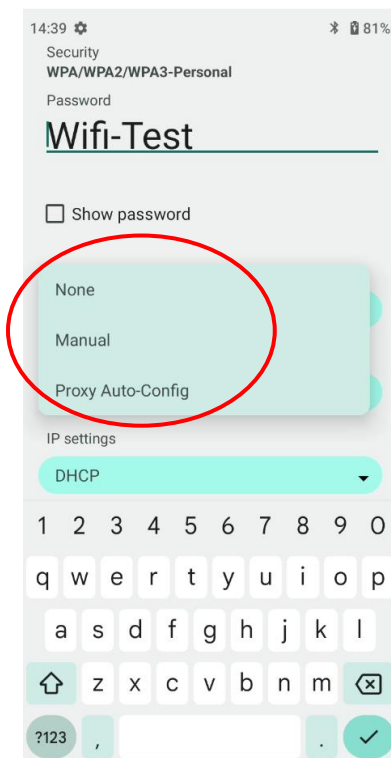 14:39 81%
Security
WPA/WPA2/WPA3-Personal
Password
Wifi-Test
Show password
None
Manual
Proxy Auto-Config
IP settings
DHCP
1 2 3 4 5 6 7 8 9 0
q w e r t y u i o p
a s d f g h j k l
z x c v b n m
?123 , .